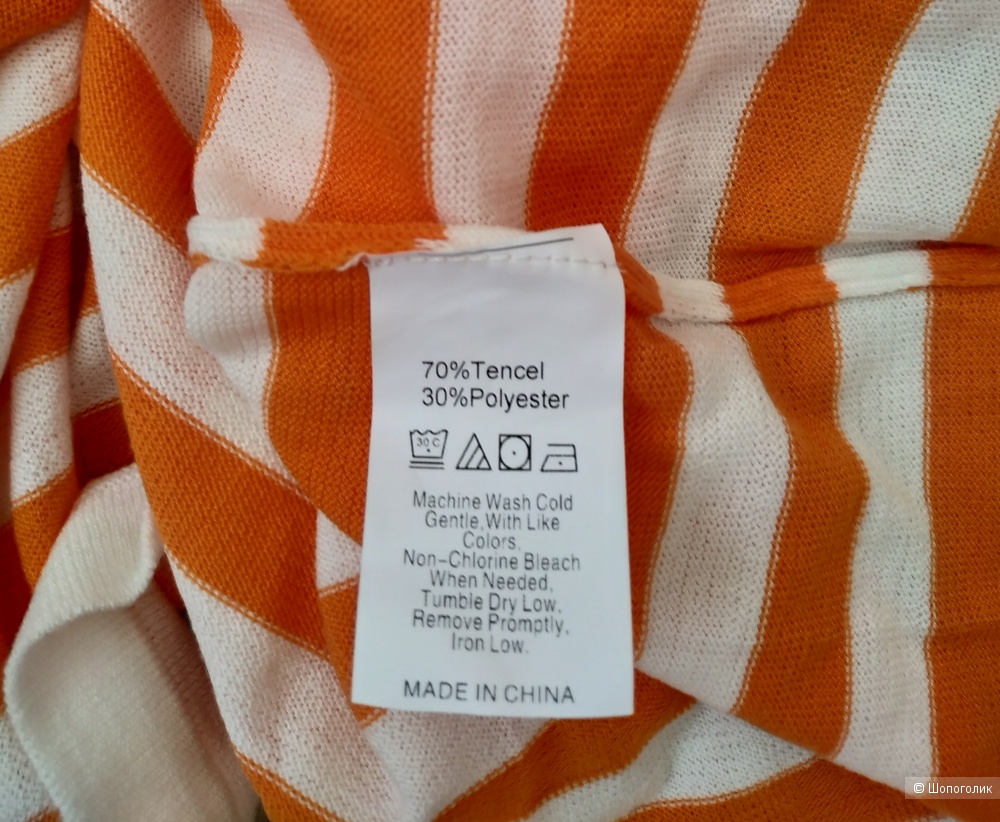 70%Tencel
30%Polyester
30 C
Machine Wash Cold
Gentle,With Like
Colors.
Non-Chlorine Bleach
When Needed,
Tumble Dry Low,
Remove Promptly,
Iron Low.
MADE IN CHINA
© Шопоголик